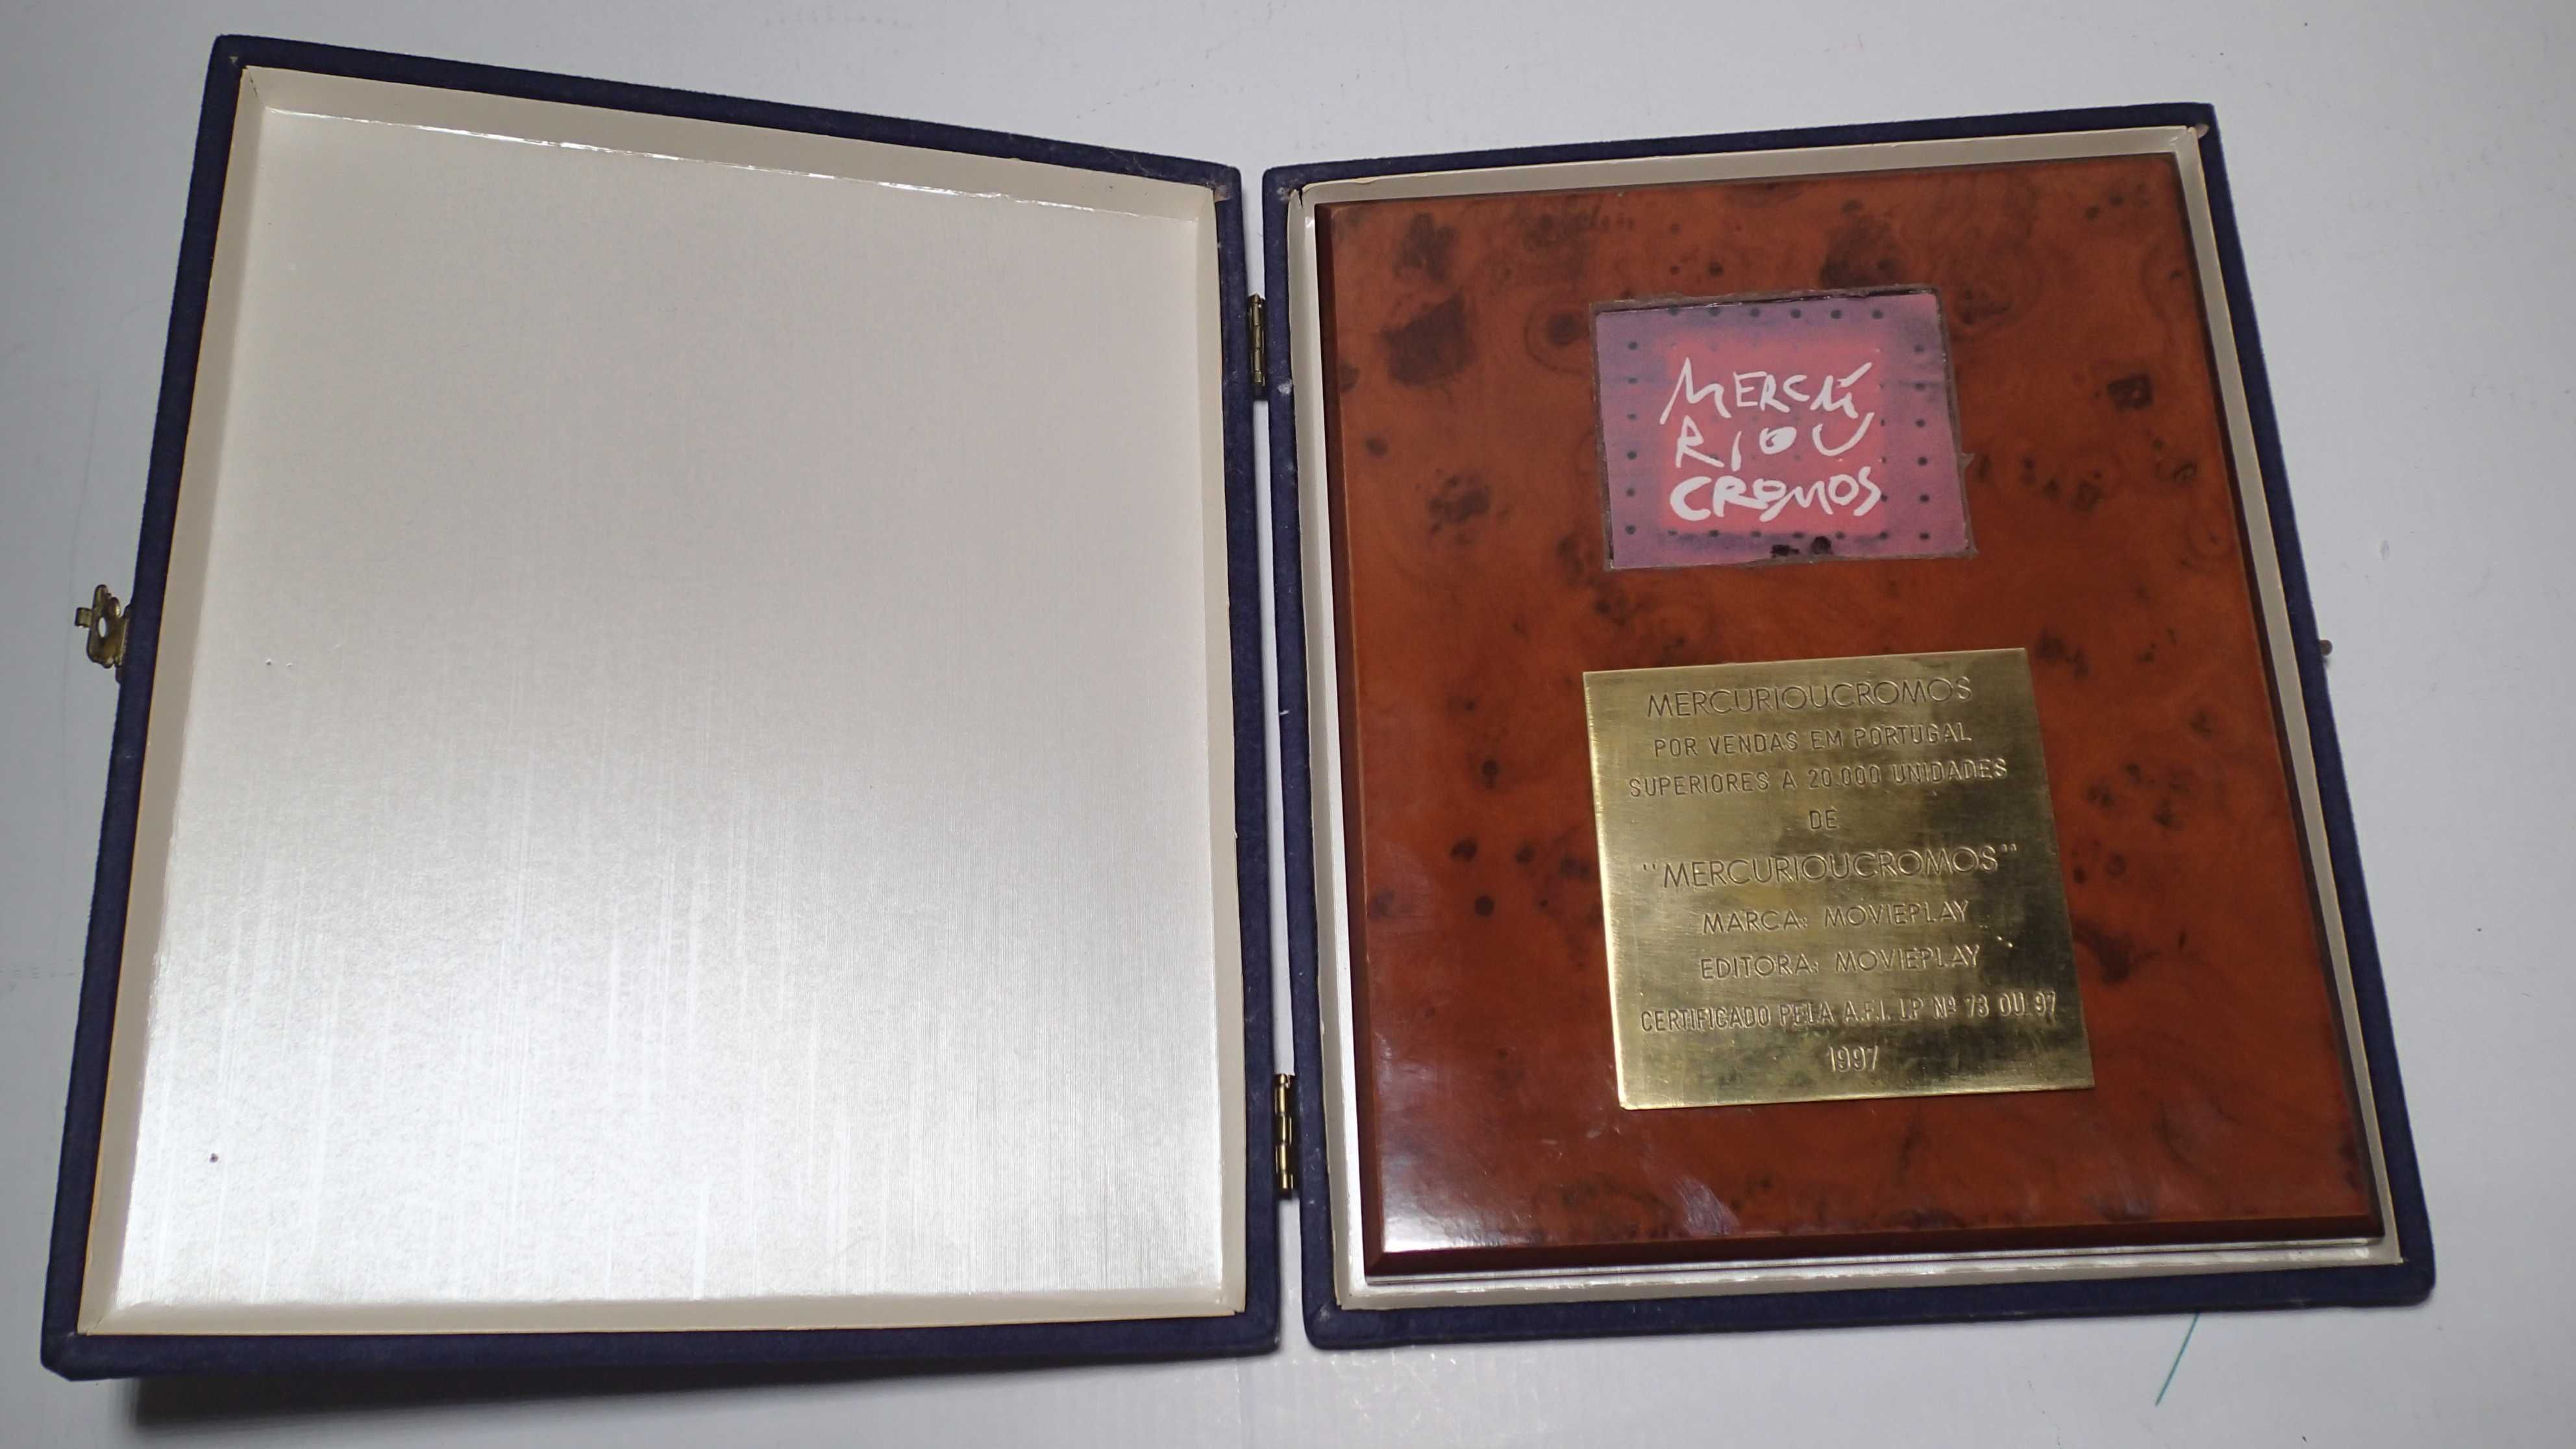 MERCÚ
RIOU
CROMOS
MERCURIOUCROMOS
POR VENDAS EM PORTUGAL
SUPERIORES A 20.000 UNIDADES
DE
"MERCURIOUCROMOS"
MARCA: MOVIEPLAY
EDITORA: MOVIEPLAY
CERTIFICADO PELA A.F.I. LP Nº 73 OU 97
1997